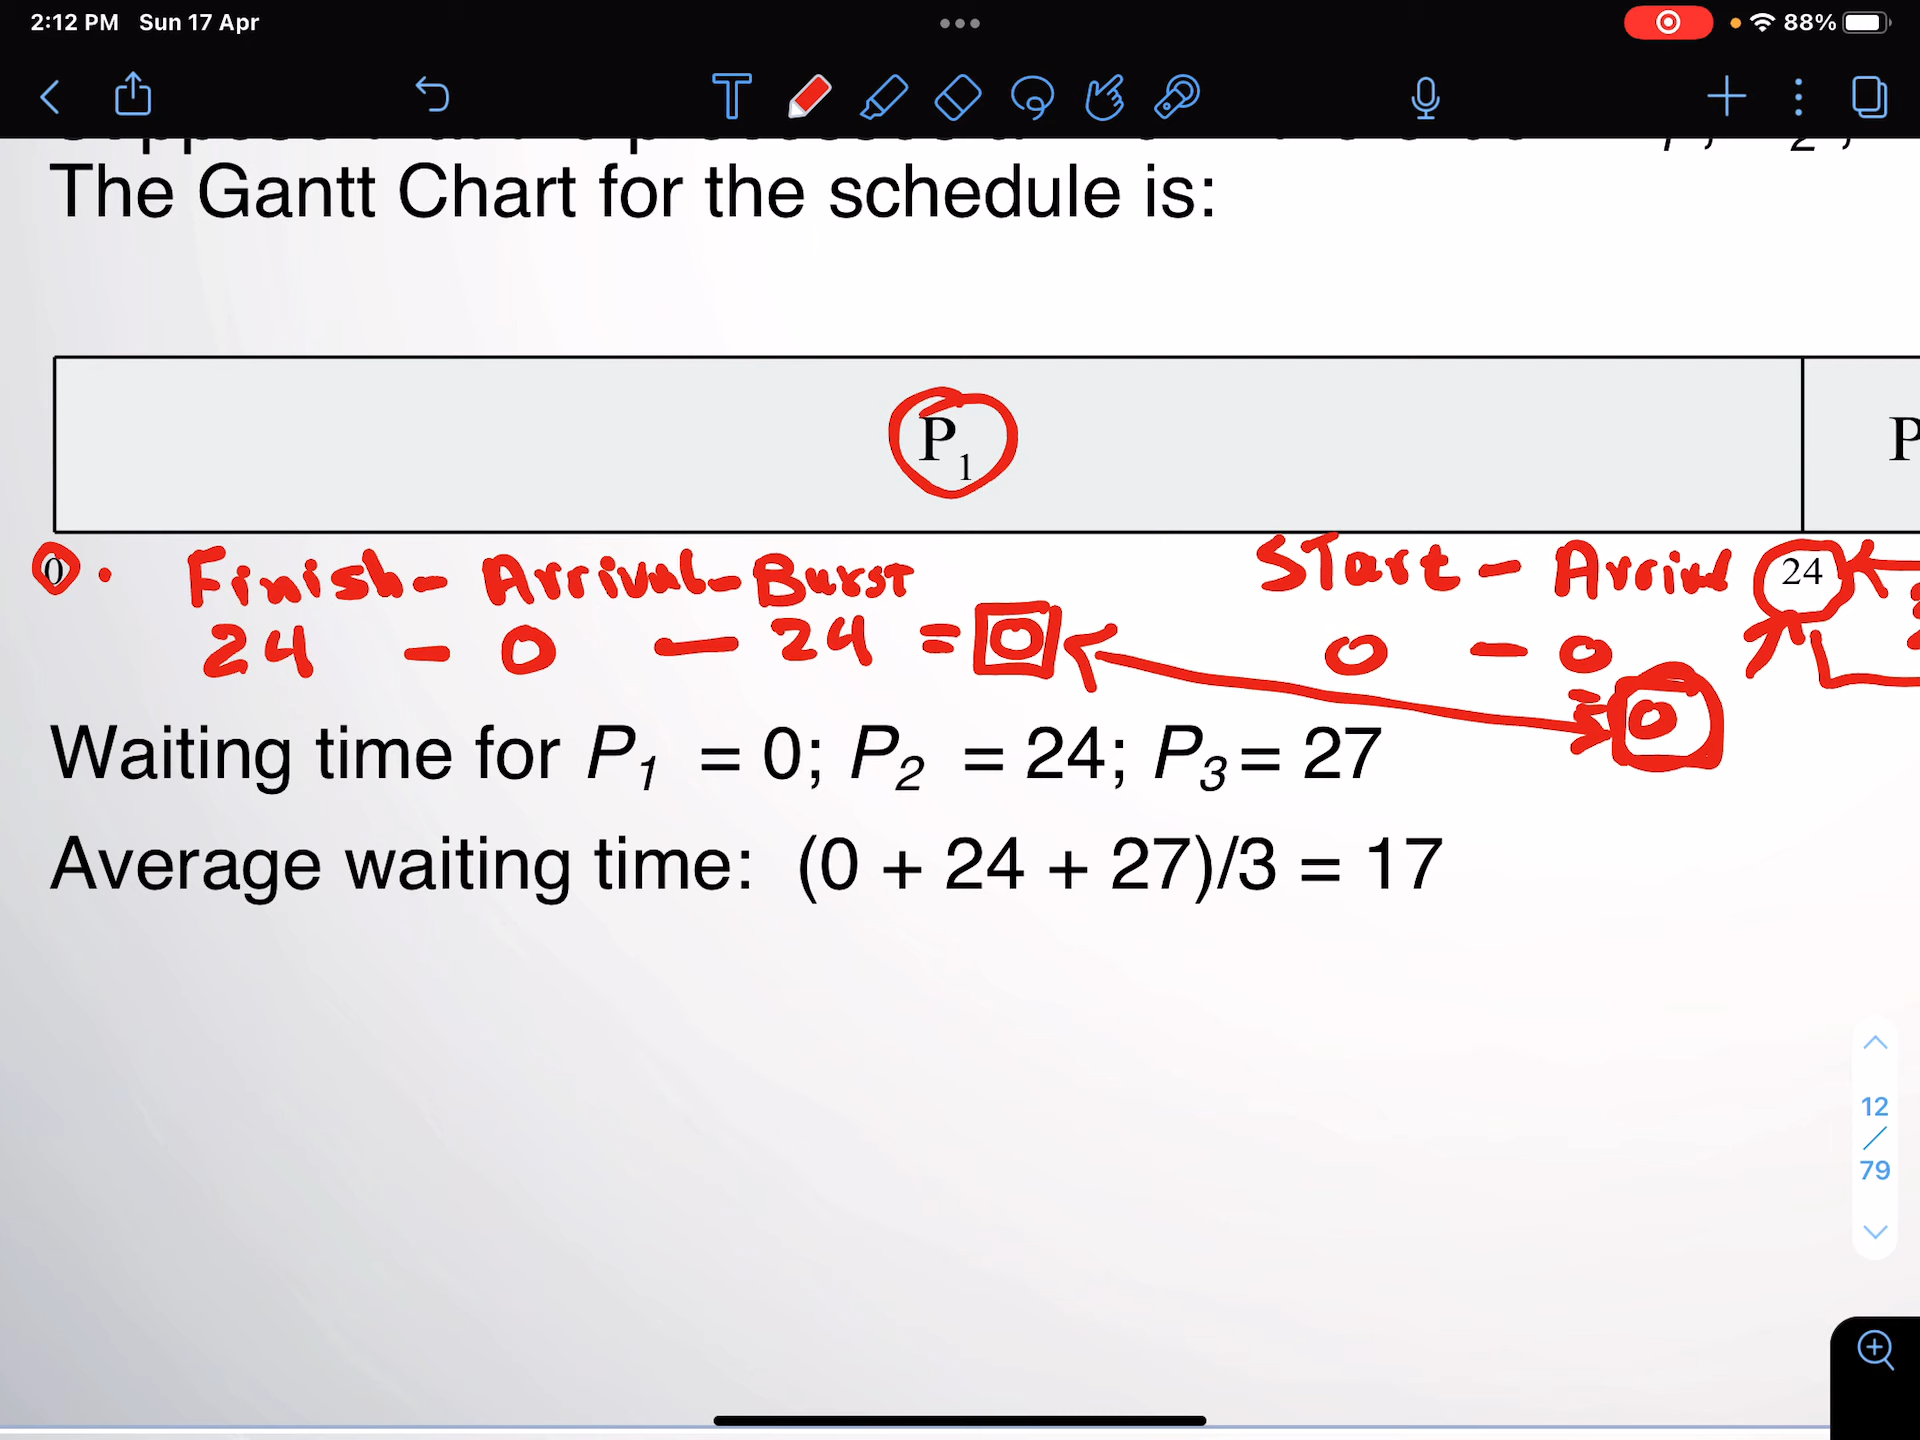 2:12 PM Sun 17 Apr
88%
The Gantt Chart for the schedule is:
P1
0 Finish - Arrival - Burst Start - Arrival 24
24 - 0 - 24 = 0 0 - 0
= 0
Waiting time for P1 = 0; P2 = 24; P3 = 27
Average waiting time: (0 + 24 + 27)/3 = 17
12
/
79